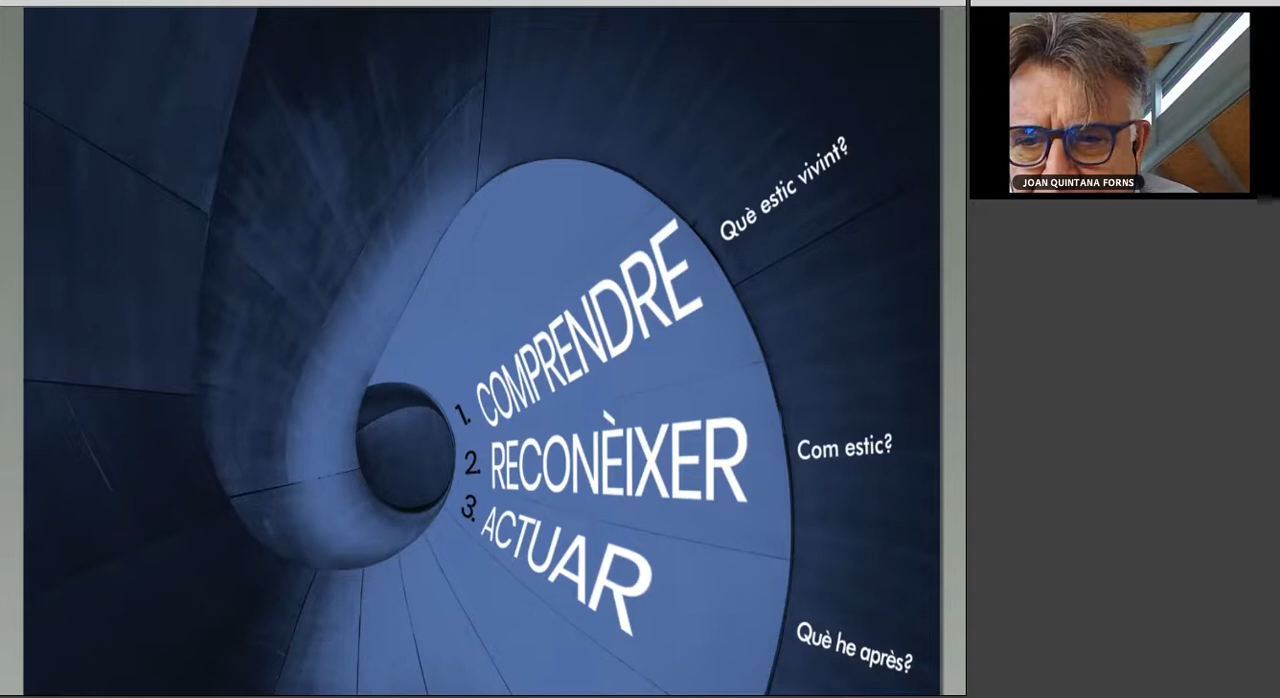 Què estic vivint?
1. COMPRENDRE
2. RECONÈIXER
Com estic?
3. ACTUAR
Què he après?
JOAN QUINTANA FORNS